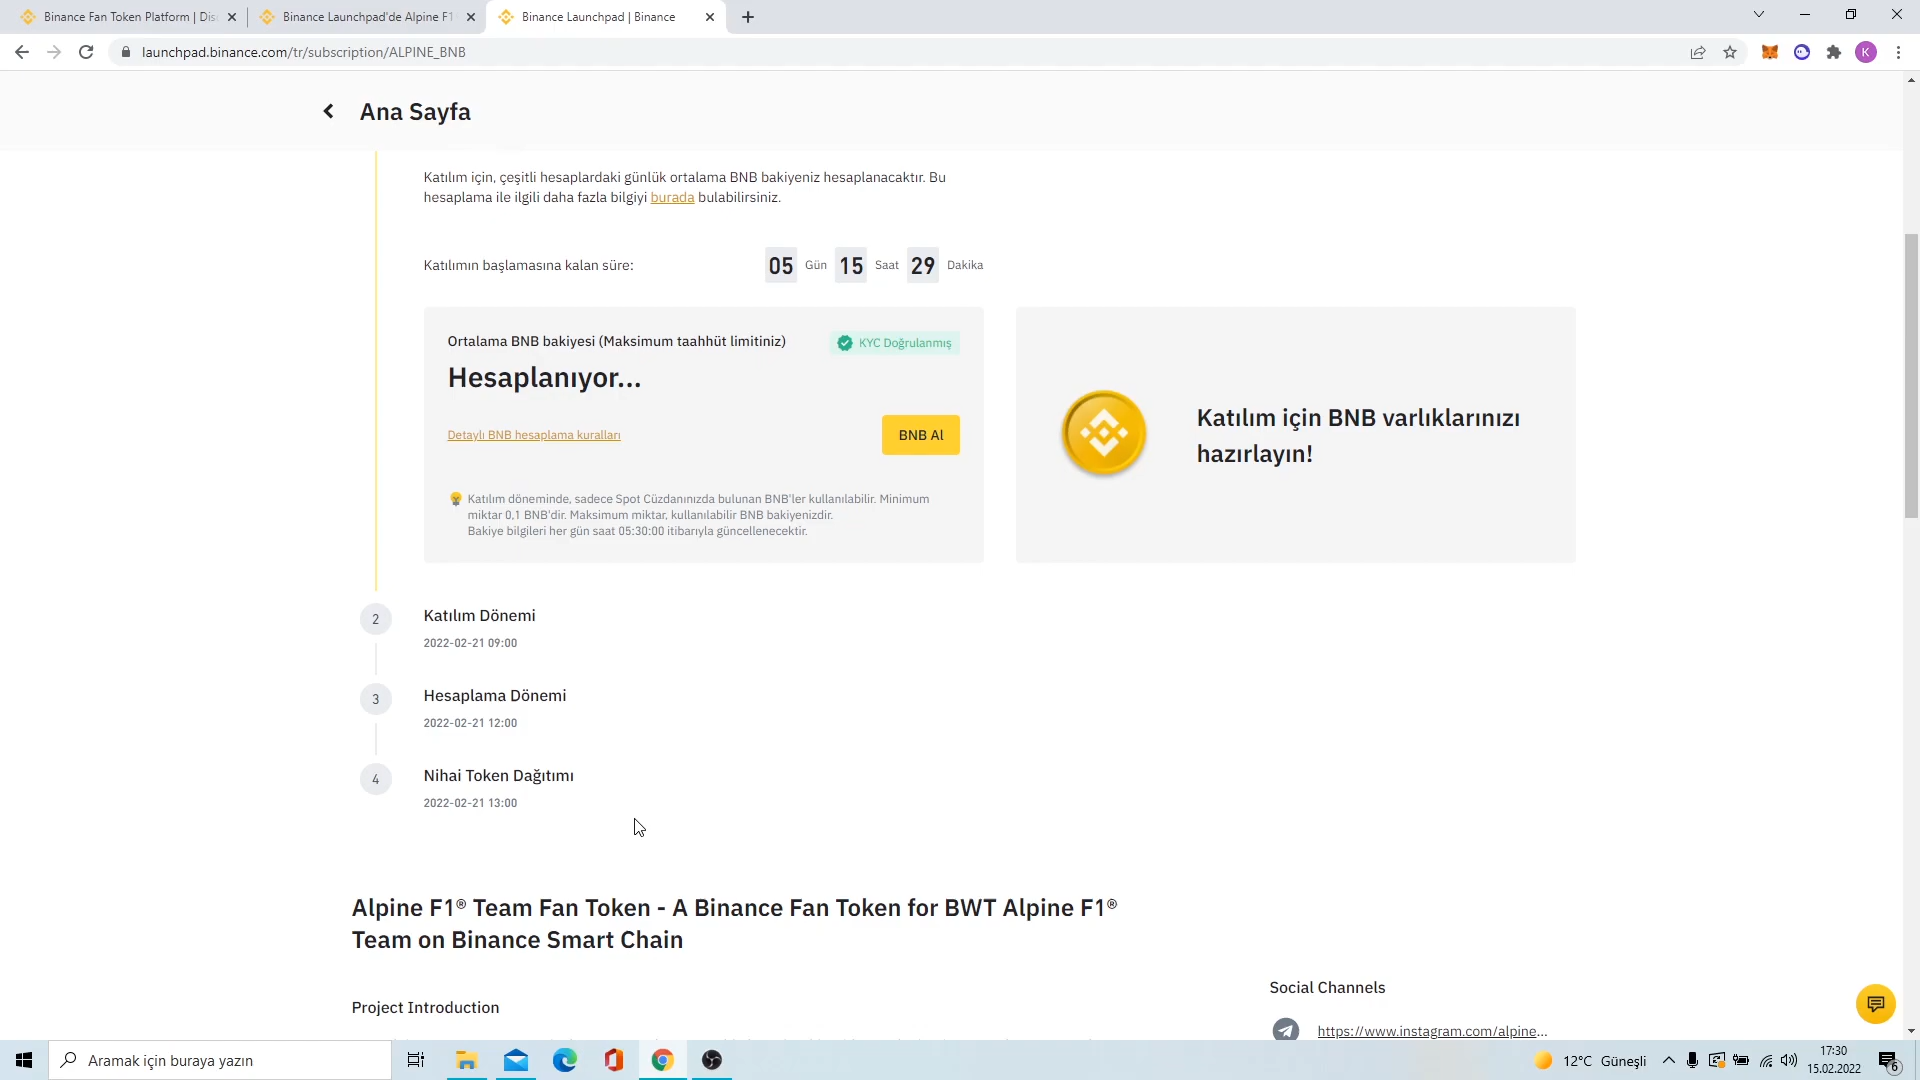 Binance Fan Token Platform | Dis
Binance Launchpad'de Alpine F1
Binance Launchpad | Binance
launchpad.binance.com/tr/subscription/ALPINE_BNB
K
Ana Sayfa
Katılım için, çeşitli hesaplardaki günlük ortalama BNB bakiyeniz hesaplanacaktır. Bu
hesaplama ile ilgili daha fazla bilgiyi burada bulabilirsiniz.
Katılımın başlamasına kalan süre:
05 Gün 15 Saat 29 Dakika
Ortalama BNB bakiyesi (Maksimum taahhüt limitiniz)
KYC Doğrulanmış
Hesaplanıyor...
Detaylı BNB hesaplama kuralları
BNB Al
Katılım döneminde, sadece Spot Cüzdanınızda bulunan BNB'ler kullanılabilir. Minimum
miktar 0,1 BNB'dir. Maksimum miktar, kullanılabilir BNB bakiyenizdir.
Bakiye bilgileri her gün saat 05:30:00 itibarıyla güncellenecektir.
Katılım için BNB varlıklarınızı
hazırlayın!
2
Katılım Dönemi
2022-02-21 09:00
3
Hesaplama Dönemi
2022-02-21 12:00
4
Nihai Token Dağıtımı
2022-02-21 13:00
Alpine F1® Team Fan Token - A Binance Fan Token for BWT Alpine F1®
Team on Binance Smart Chain
Project Introduction
Social Channels
https://www.instagram.com/alpine...
Aramak için buraya yazın
12°C Güneşli
17:30
15.02.2022
6